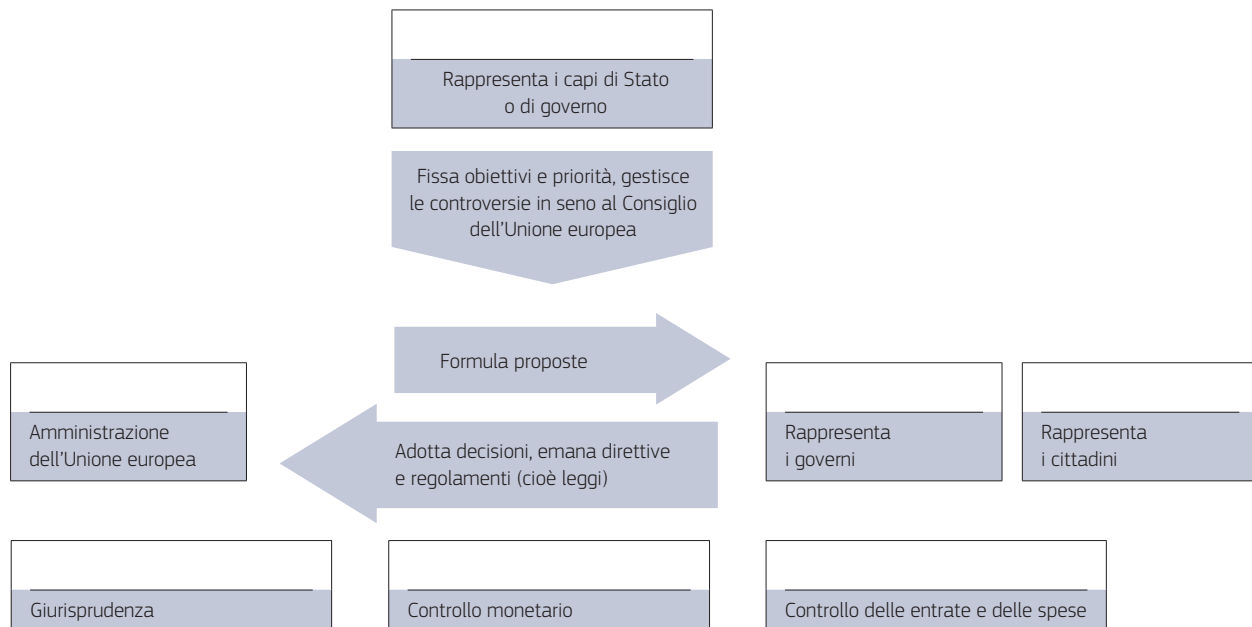 Rappresenta i capi di Stato
o di governo
Fissa obiettivi e priorità, gestisce
le controversie in seno al Consiglio
dell'Unione europea
Formula proposte
Amministrazione
dell'Unione europea
Adotta decisioni, emana direttive
e regolamenti (cioè leggi)
Rappresenta
i governi
Rappresenta
i cittadini
Giurisprudenza
Controllo monetario
Controllo delle entrate e delle spese